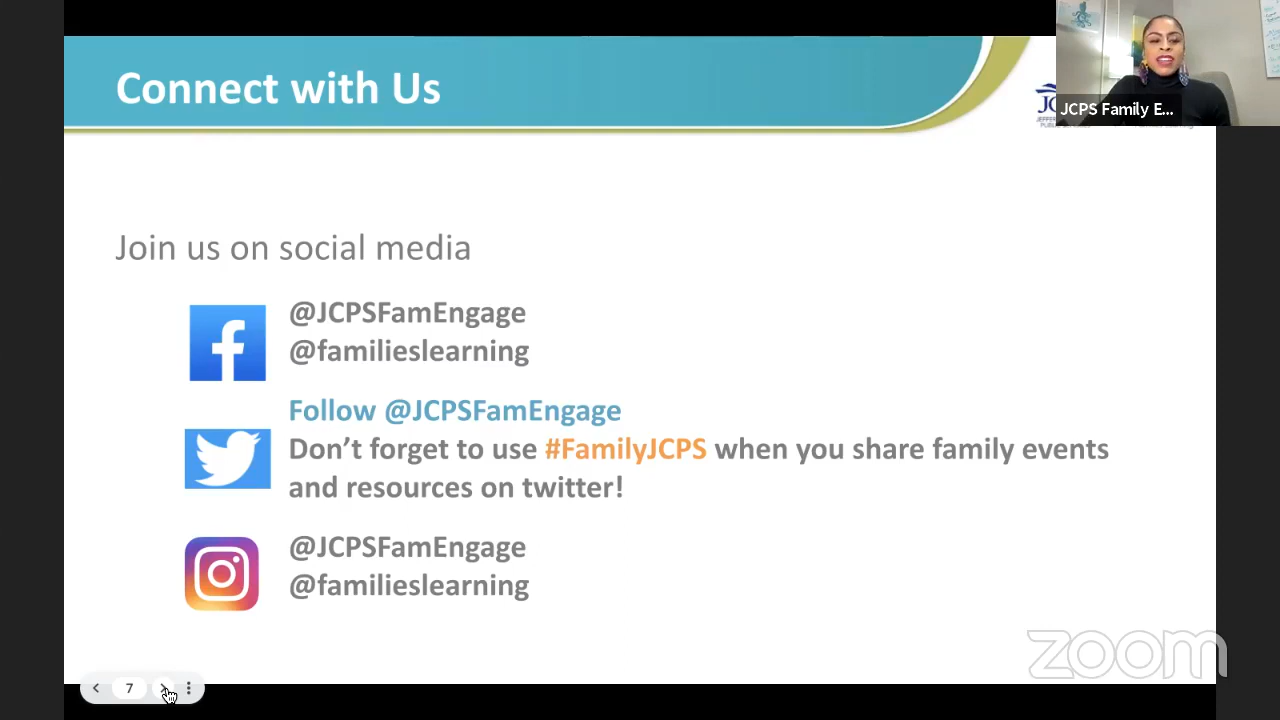 Connect with Us
JC
JCPS Family E...
Join us on social media
@JCPSFamEngage
@familieslearning
Follow @JCPSFamEngage
Don’t forget to use #FamilyJCPS when you share family events
and resources on twitter!
@JCPSFamEngage
@familieslearning
zoom
7